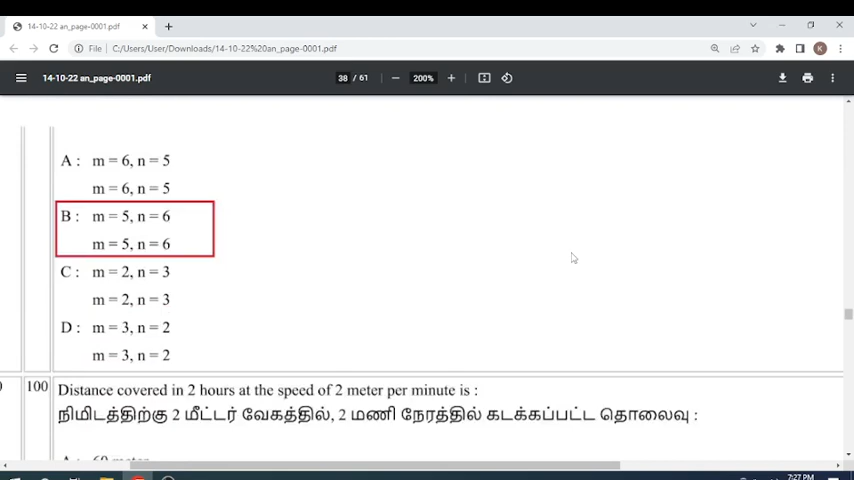 14-10-22 an_page-0001.pdf
File | C:/Users/User/Downloads/14-10-22%20an_page-0001.pdf
K
14-10-22 an_page-0001.pdf
38 / 61
200%
A : m = 6, n = 5
m = 6, n = 5
B : m = 5, n = 6
m = 5, n = 6
C : m = 2, n = 3
m = 2, n = 3
D : m = 3, n = 2
m = 3, n = 2
100 Distance covered in 2 hours at the speed of 2 meter per minute is :
நிமிடத்திற்கு 2 மீட்டர் வேகத்தில், 2 மணி நேரத்தில் கடக்கப்பட்ட தொலைவு :
7:27 PM